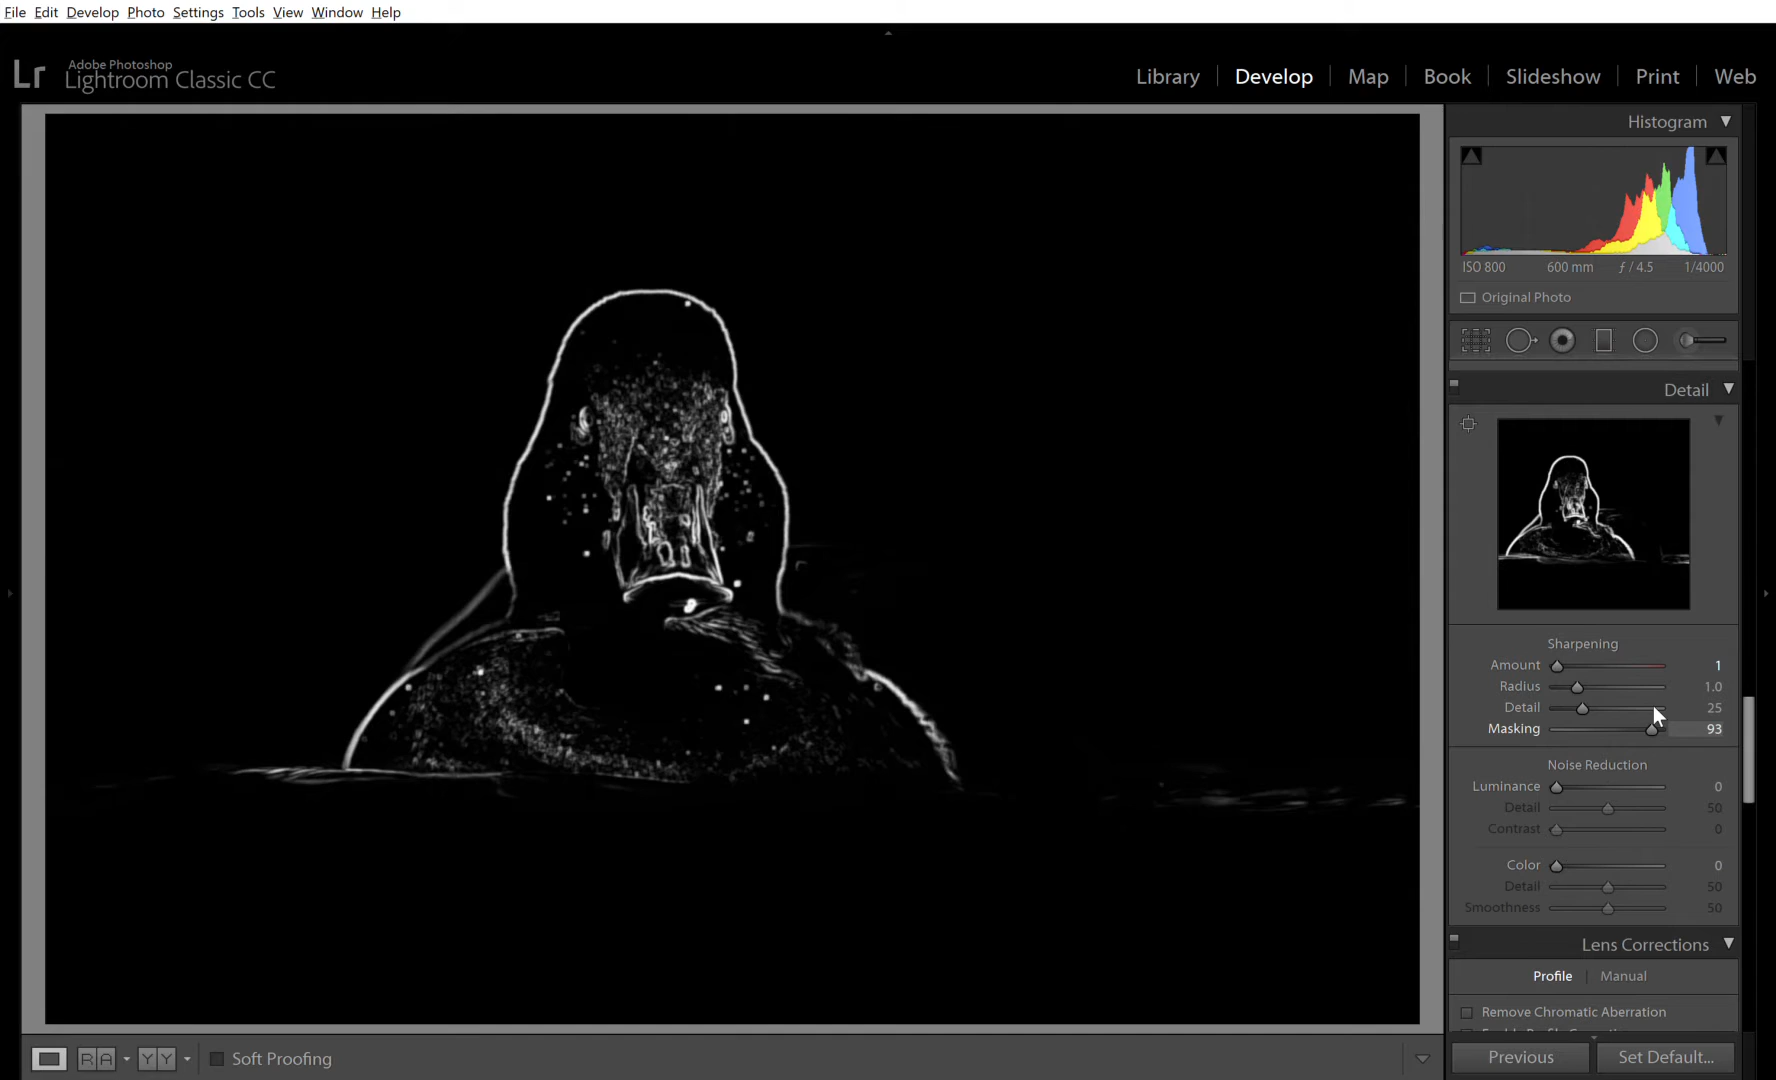 File Edit Develop Photo Settings Tools View Window Help
Lr Adobe Photoshop
Lightroom Classic CC
Library Develop Map Book Slideshow Print Web
Histogram
ISO 800 600 mm ƒ / 4.5 1/4000
Original Photo
Detail
Sharpening
Amount 1
Radius 1.0
Detail 25
Masking 93
Noise Reduction
Luminance 0
Detail 50
Contrast 0
Color 0
Detail 50
Smoothness 50
Lens Corrections
Profile Manual
Remove Chromatic Aberration
R A Y Y Soft Proofing
Previous Set Default...